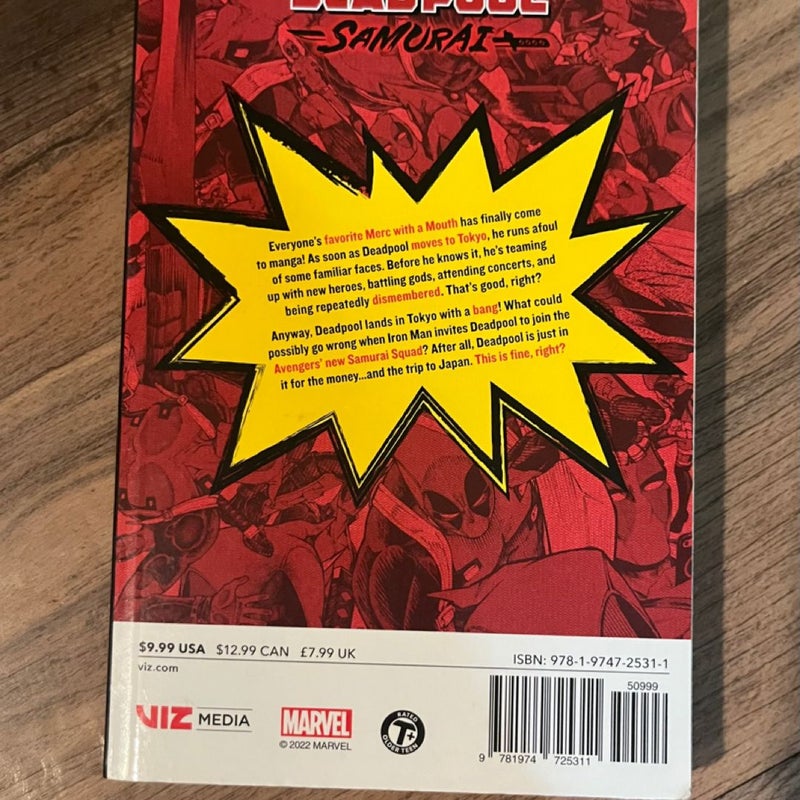 DEADPOOL
SAMURAI
Everyone's favorite Merc with a Mouth has finally come
to manga! As soon as Deadpool moves to Tokyo, he runs afoul
of some familiar faces. Before he knows it, he's teaming
up with new heroes, battling gods, attending concerts, and
being repeatedly dismembered. That's good, right?
Anyway, Deadpool lands in Tokyo with a bang! What could
possibly go wrong when Iron Man invites Deadpool to join the
Avengers' new Samurai Squad? After all, Deadpool is just in
it for the money...and the trip to Japan. This is fine, right?
$9.99 USA $12.99 CAN £7.99 UK
viz.com
ISBN: 978-1-9747-2531-1
50999
VIZ MEDIA
MARVEL
© 2022 MARVEL
RATED
T+
OLDER TEEN
9 781974 725311